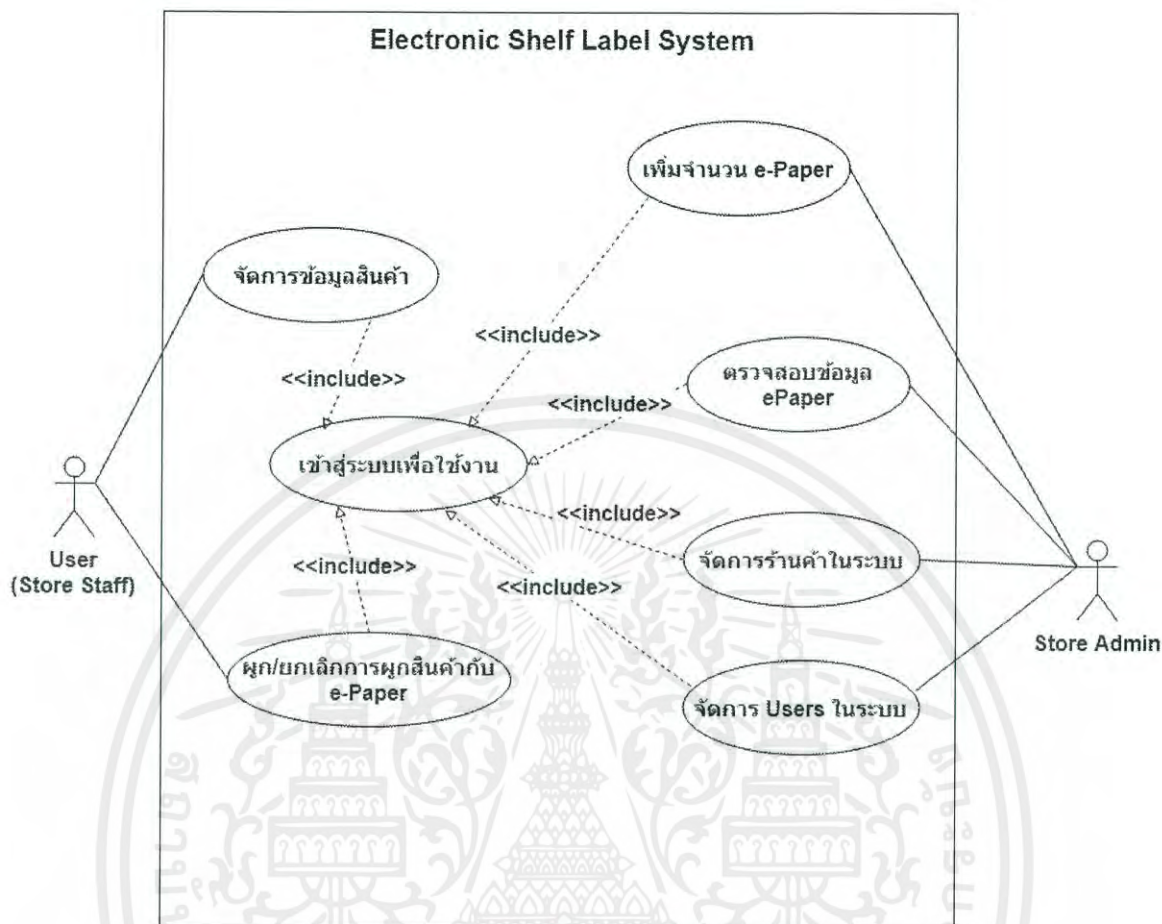 Electronic Shelf Label System
เพิ่มจำนวน e-Paper
จัดการข้อมูลสินค้า
<<include>>
<<include>>
ตรวจสอบข้อมูล
ePaper
<<include>>
เข้าสู่ระบบเพื่อใช้งาน
<<include>>
User
(Store Staff)
<<include>>
จัดการร้านค้าในระบบ
<<include>>
Store Admin
ผูก/ยกเลิกการผูกสินค้ากับ
e-Paper
จัดการ Users ในระบบ